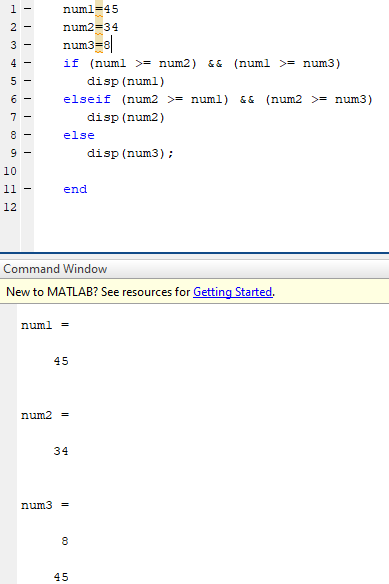 1 – num1=45
2 – num2=34
3 – num3=8
4 – if (num1 >= num2) && (num1 >= num3)
5 – disp(num1)
6 – elseif (num2 >= num1) && (num2 >= num3)
7 – disp(num2)
8 – else
9 – disp(num3);
10
11 – end
12
Command Window
New to MATLAB? See resources for Getting Started.
num1 =
45
num2 =
34
num3 =
8
45